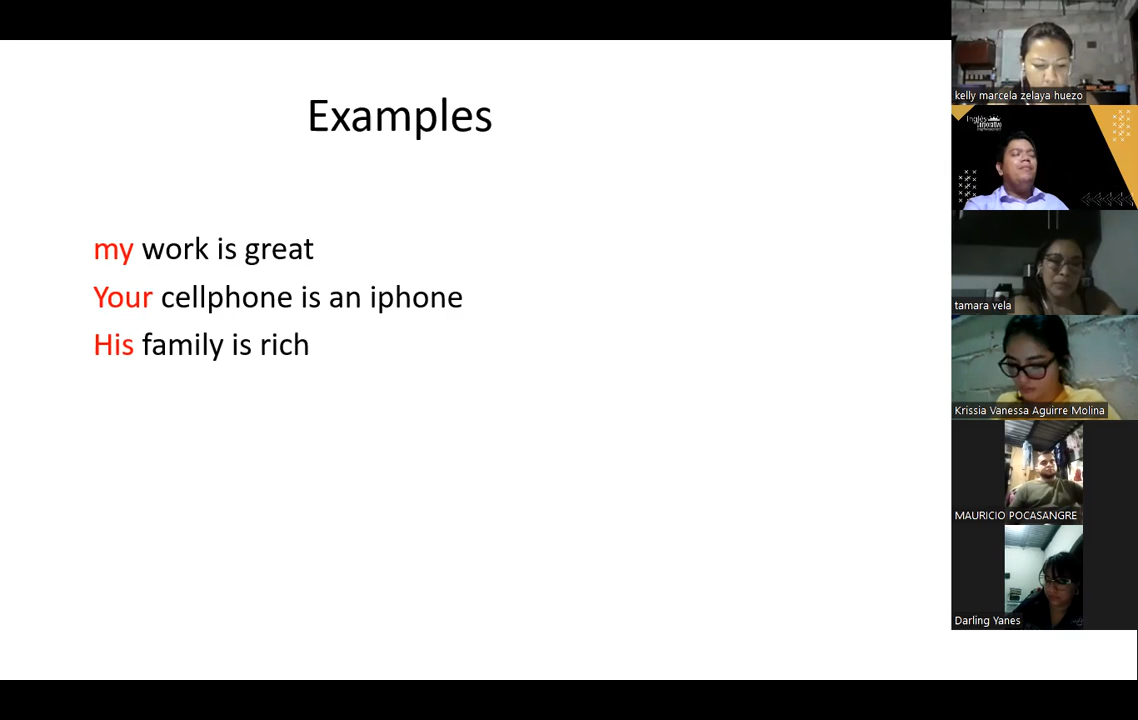 Examples
my work is great
Your cellphone is an iphone
His family is rich
kelly marcela zelaya huezo
Inglés
tamara vela
Krissia Vanessa Aguirre Molina
MAURICIO POCASANGRE
Darling Yanes